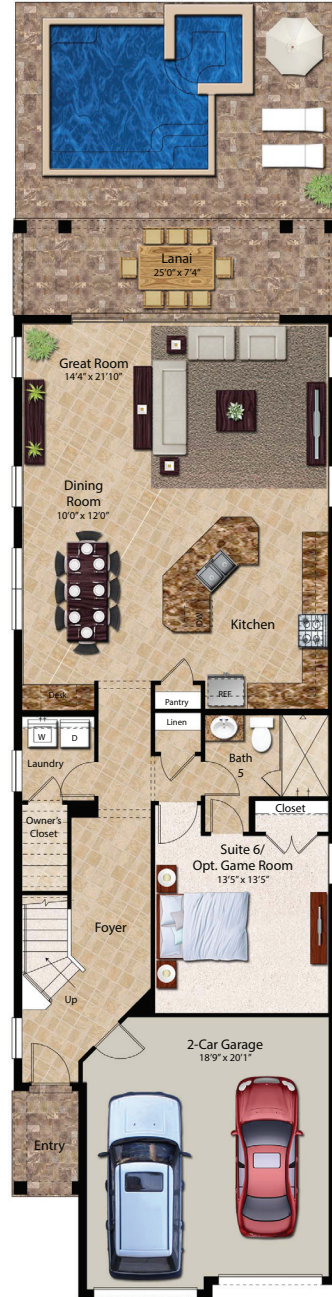 Lanai
25'0" x 7'4"
Great Room
14'4" x 21'10"
Dining
Room
10'0" x 12'0"
Kitchen
Desk
REF.
Pantry
Linen
W
D
Laundry
Bath
5
Owner's
Closet
Closet
Suite 6/
Opt. Game Room
13'5" x 13'5"
Foyer
Up
2-Car Garage
18'9" x 20'1"
Entry